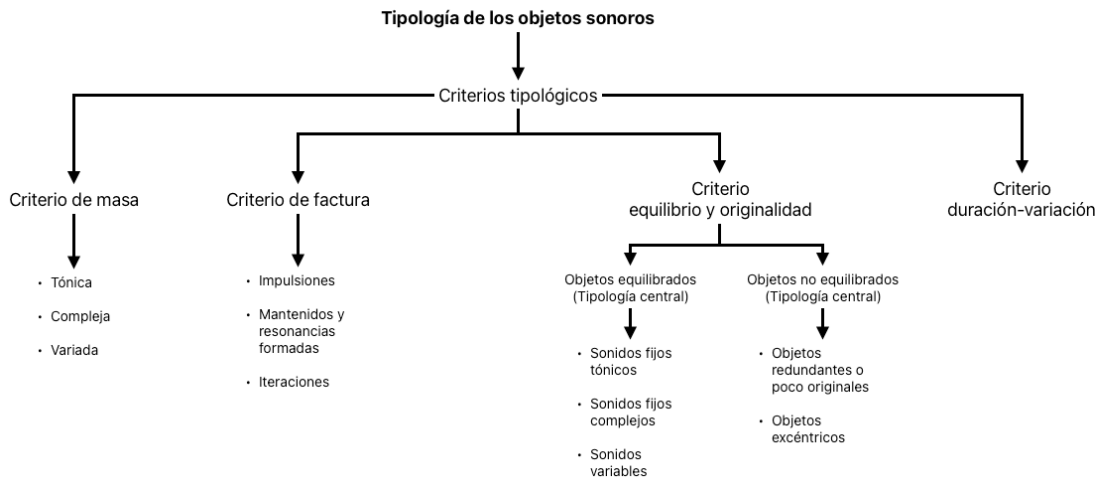 Tipología de los objetos sonoros
Criterios tipológicos
Criterio de masa
• Tónica
• Compleja
• Variada
Criterio de factura
• Impulsiones
• Mantenidos y
resonancias
formadas
• Iteraciones
Criterio
equilibrio y originalidad
Objetos equilibrados
(Tipología central)
• Sonidos fijos
tónicos
• Sonidos fijos
complejos
• Sonidos
variables
Objetos no equilibrados
(Tipología central)
• Objetos
redundantes o
poco originales
• Objetos
excéntricos
Criterio
duración-variación